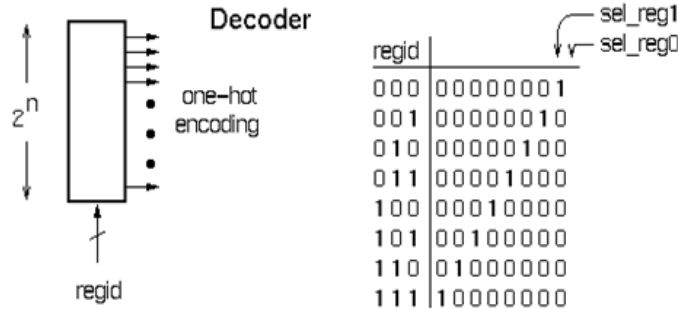 Decoder
sel_reg1
sel_reg0
regid
2^n
one-hot
encoding
000 00000001
001 00000010
010 00000100
011 00001000
100 00010000
101 00100000
110 01000000
111 10000000
regid